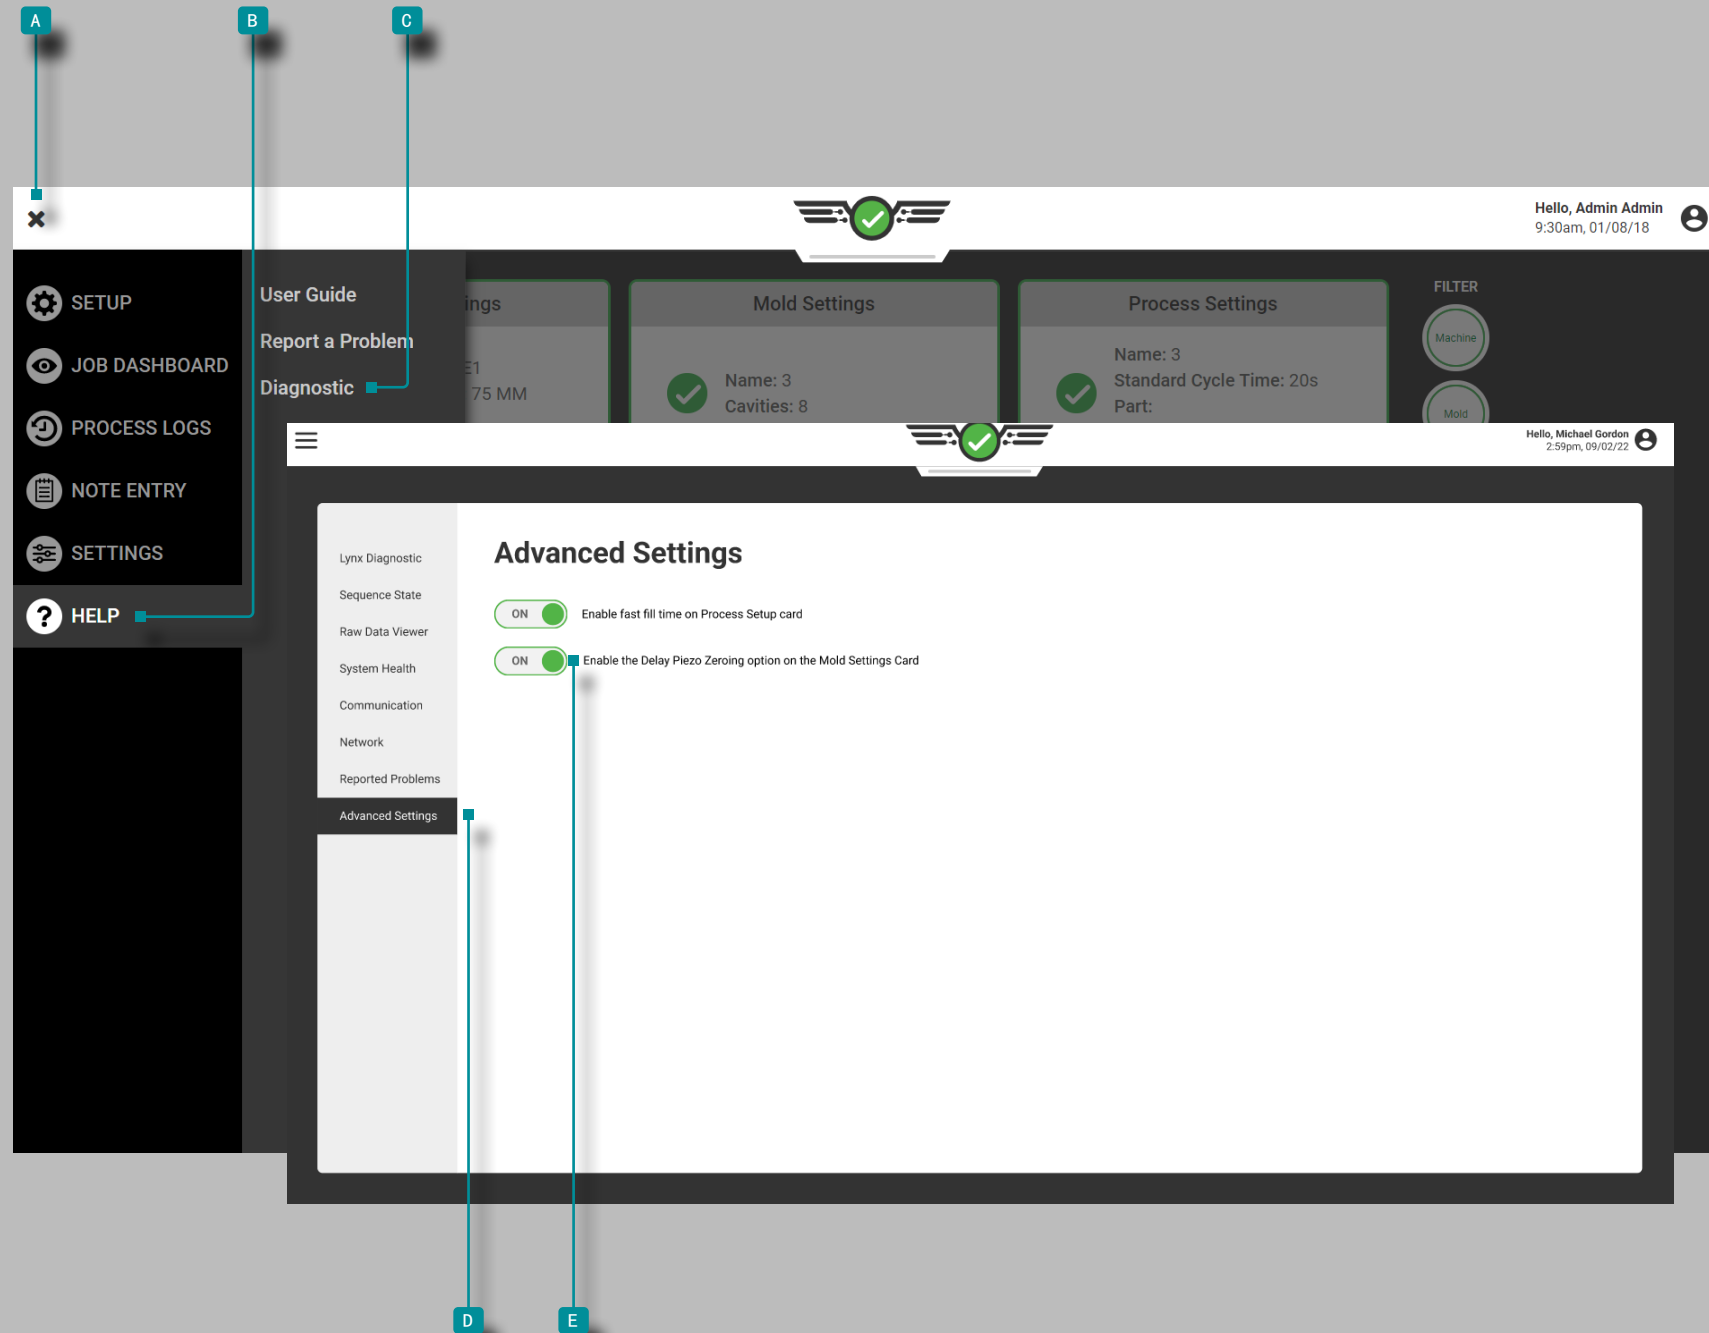 A
B
C
Hello, Admin Admin
9:30am, 01/08/18
SETUP
JOB DASHBOARD
PROCESS LOGS
NOTE ENTRY
SETTINGS
HELP
User Guide
Report a Problem
Diagnostic
ings
E1
75 MM
Mold Settings
Name: 3
Cavities: 8
Process Settings
Name: 3
Standard Cycle Time: 20s
Part:
FILTER
Machine
Mold
Hello, Michael Gordon
2:59pm, 09/02/22
Lynx Diagnostic
Sequence State
Raw Data Viewer
System Health
Communication
Network
Reported Problems
Advanced Settings
Advanced Settings
ON Enable fast fill time on Process Setup card
ON Enable the Delay Piezo Zeroing option on the Mold Settings Card
D
E